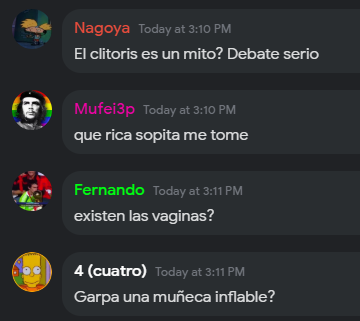 Nagoya Today at 3:10 PM
El clitoris es un mito? Debate serio
Mufei3p Today at 3:10 PM
que rica sopita me tome
Fernando Today at 3:11 PM
existen las vaginas?
4 (cuatro) Today at 3:11 PM
Garpa una muñeca inflable?